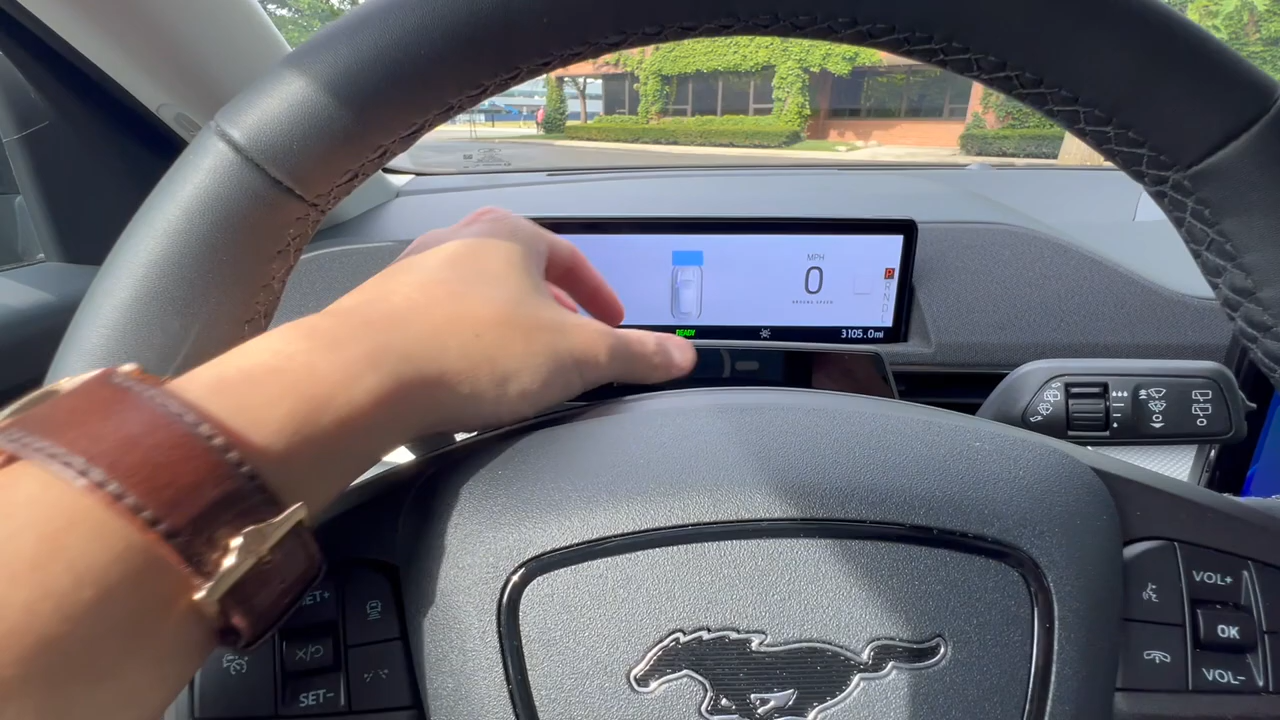 MPH
0
P
R
N
D
L
READY
3105.0mi
SET+
SET-
VOL+
OK
VOL-